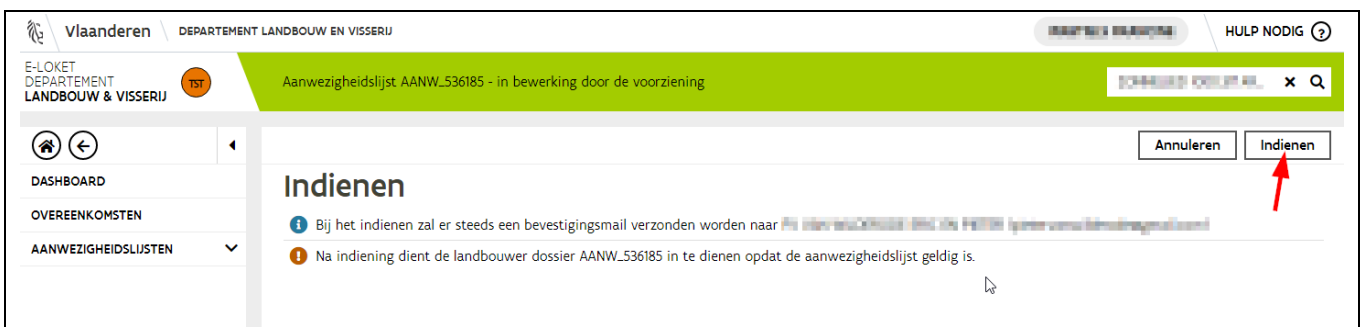 Vlaanderen
DEPARTEMENT LANDBOUW EN VISSERIJ
HULP NODIG ?
E-LOKET
DEPARTEMENT
LANDBOUW & VISSERIJ
TST
Aanwezigheidslijst AANW_536185 - in bewerking door de voorziening
Annuleren
Indienen
DASHBOARD
OVEREENKOMSTEN
AANWEZIGHEIDSLIJSTEN
Indienen
Bij het indienen zal er steeds een bevestigingsmail verzonden worden naar
Na indiening dient de landbouwer dossier AANW_536185 in te dienen opdat de aanwezigheidslijst geldig is.